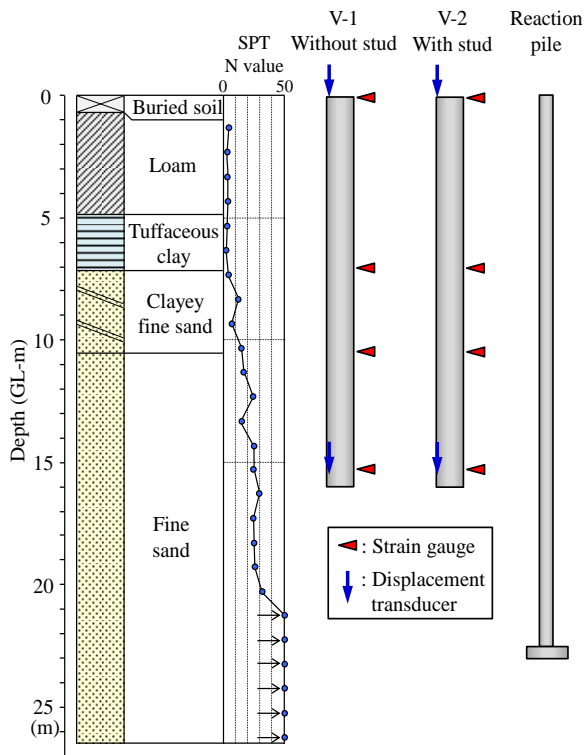 SPT
N value
0 50
V-1
Without stud
V-2
With stud
Reaction
pile
Depth (GL-m)
0
5
10
15
20
25
(m)
Buried soil
Loam
Tuffaceous
clay
Clayey
fine sand
Fine
sand
: Strain gauge
: Displacement
transducer